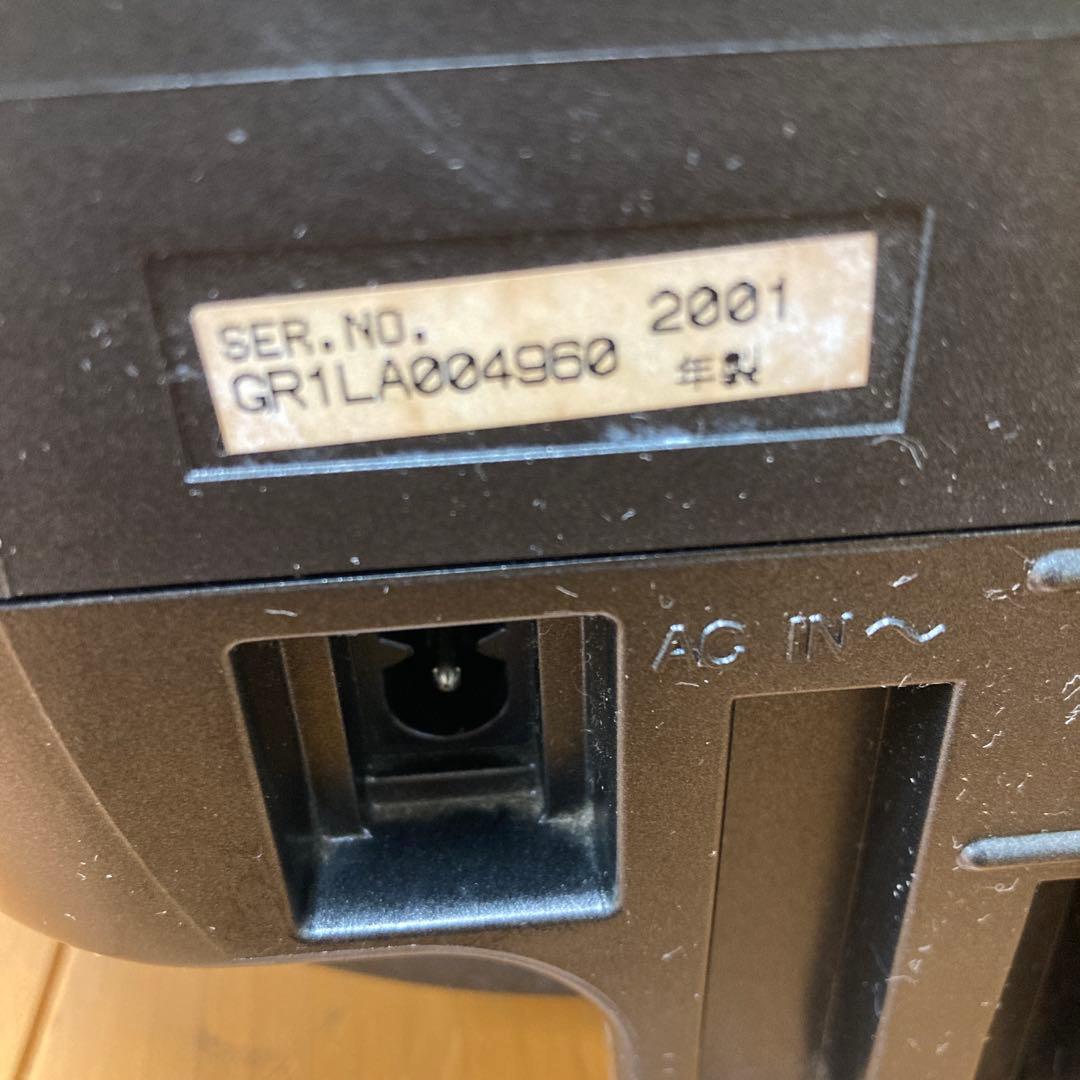 SER.NO. 2001
GR1LA004960 年製
AC IN ~